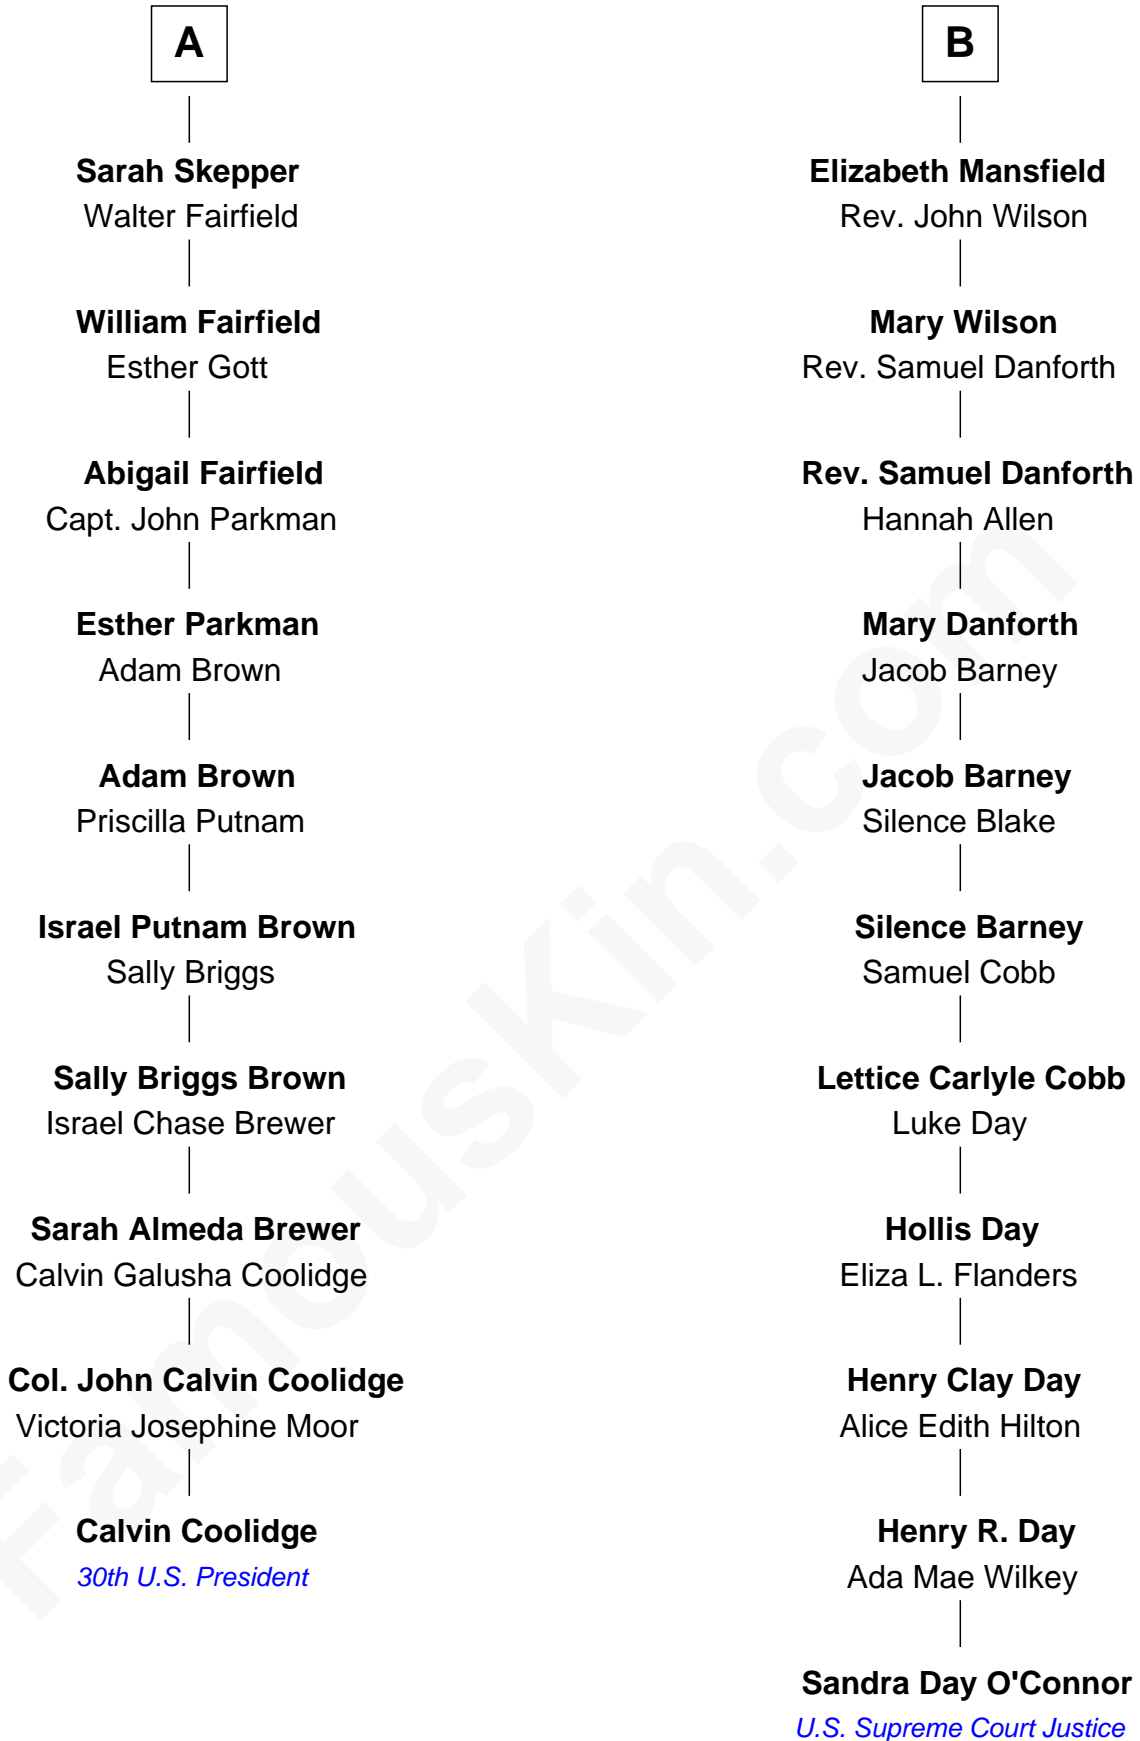 A
Sarah Skepper
Walter Fairfield
William Fairfield
Esther Gott
Abigail Fairfield
Capt. John Parkman
Esther Parkman
Adam Brown
Adam Brown
Priscilla Putnam
Israel Putnam Brown
Sally Briggs
Sally Briggs Brown
Israel Chase Brewer
Sarah Almeda Brewer
Calvin Galusha Coolidge
Col. John Calvin Coolidge
Victoria Josephine Moor
Calvin Coolidge
30th U.S. President
B
Elizabeth Mansfield
Rev. John Wilson
Mary Wilson
Rev. Samuel Danforth
Rev. Samuel Danforth
Hannah Allen
Mary Danforth
Jacob Barney
Jacob Barney
Silence Blake
Silence Barney
Samuel Cobb
Lettice Carlyle Cobb
Luke Day
Hollis Day
Eliza L. Flanders
Henry Clay Day
Alice Edith Hilton
Henry R. Day
Ada Mae Wilkey
Sandra Day O'Connor
U.S. Supreme Court Justice
FamousKin.com